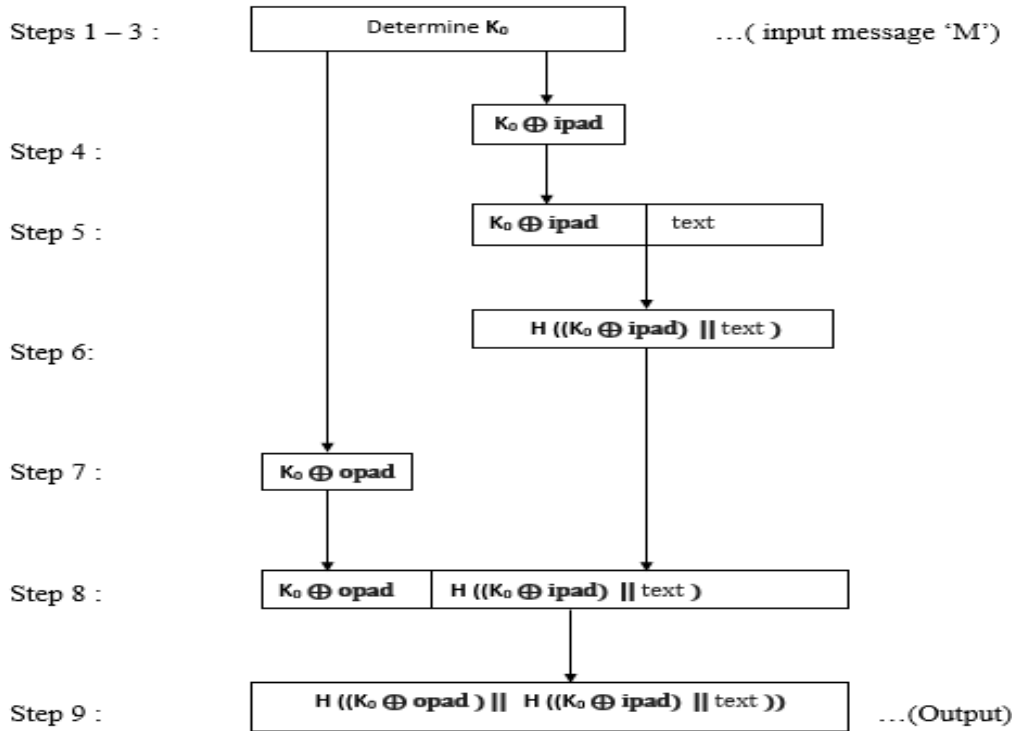 Steps 1 – 3 : Determine K₀ …( input message ‘M’)
K₀ ⊕ ipad
Step 4 :
Step 5 : K₀ ⊕ ipad text
H ((K₀ ⊕ ipad) || text )
Step 6:
Step 7 : K₀ ⊕ opad
Step 8 : K₀ ⊕ opad H ((K₀ ⊕ ipad) || text )
Step 9 : H ((K₀ ⊕ opad ) || H ((K₀ ⊕ ipad) || text )) …(Output)